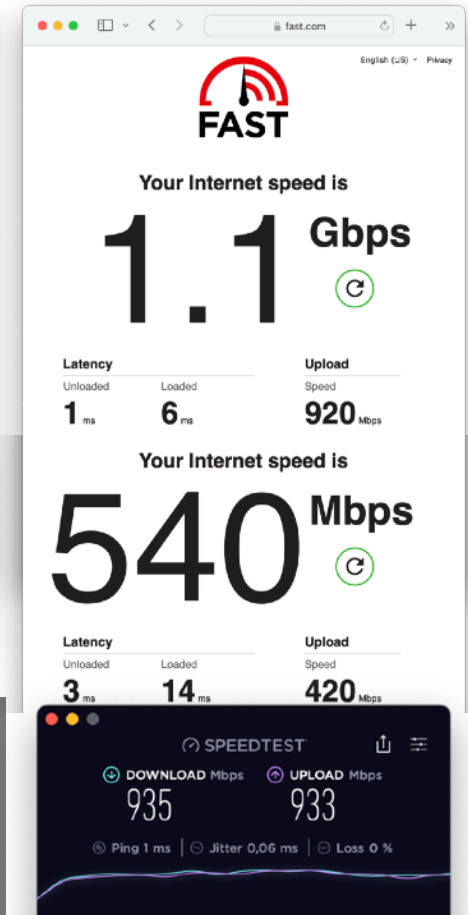 fast.com
English (US) Privacy
FAST
Your Internet speed is
1.1 Gbps
Latency Upload
Unloaded Loaded Speed
1 ms 6 ms 920 Mbps
Your Internet speed is
540 Mbps
Latency Upload
Unloaded Loaded Speed
3 ms 14 ms 420 Mbps
SPEEDTEST
DOWNLOAD Mbps UPLOAD Mbps
935 933
Ping 1 ms Jitter 0,06 ms Loss 0 %